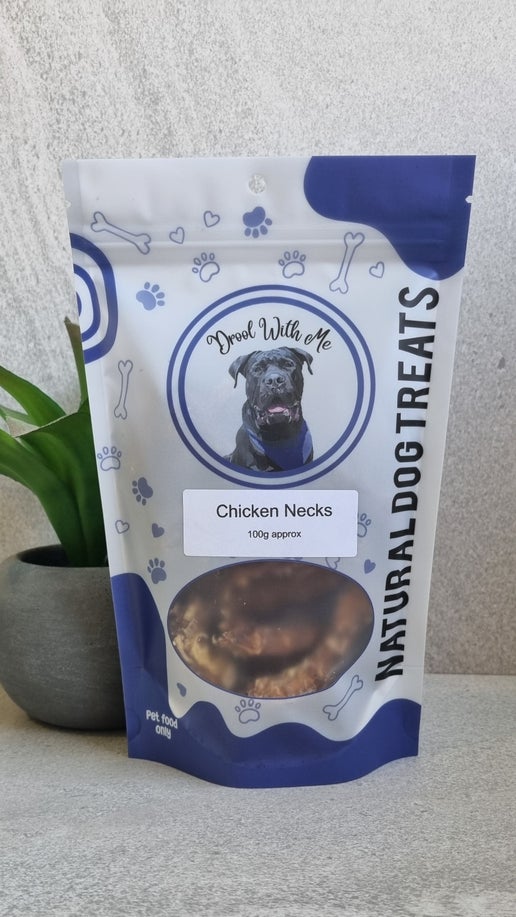 Drool With Me
Chicken Necks
100g approx
NATURAL DOG TREATS
Pet food
only